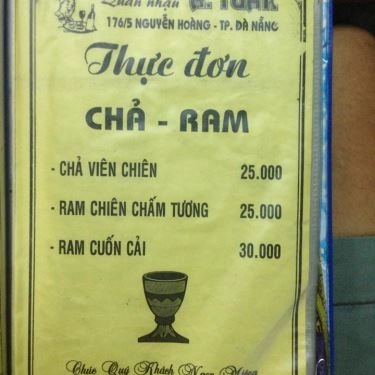 Quán nhậu
176/5 NGUYỄN HOÀNG - TP. ĐÀ NẴNG
Thực đơn
CHẢ - RAM
- CHẢ VIÊN CHIÊN 25.000
- RAM CHIÊN CHẤM TƯƠNG 25.000
- RAM CUỐN CẢI 30.000
Chúc Quý Khách Ngon Miệng